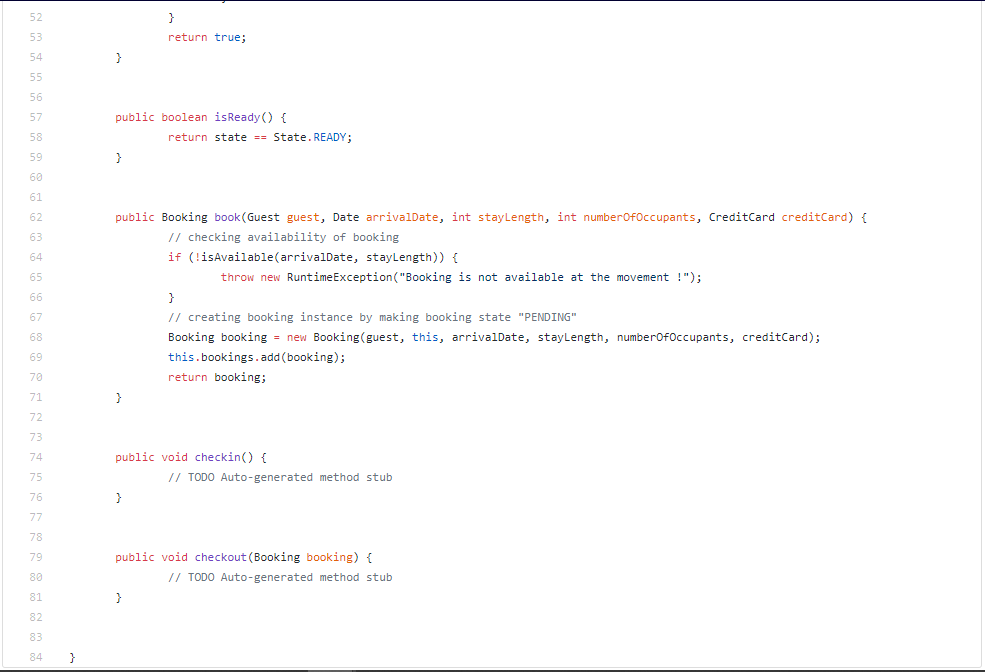 52 }
53 return true;
54 }
55
56
57 public boolean isReady() {
58 return state == State.READY;
59 }
60
61
62 public Booking book(Guest guest, Date arrivalDate, int stayLength, int numberOfOccupants, CreditCard creditCard) {
63 // checking availability of booking
64 if (!isAvailable(arrivalDate, stayLength)) {
65 throw new RuntimeException("Booking is not available at the movement !");
66 }
67 // creating booking instance by making booking state "PENDING"
68 Booking booking = new Booking(guest, this, arrivalDate, stayLength, numberOfOccupants, creditCard);
69 this.bookings.add(booking);
70 return booking;
71 }
72
73
74 public void checkin() {
75 // TODO Auto-generated method stub
76 }
77
78
79 public void checkout(Booking booking) {
80 // TODO Auto-generated method stub
81 }
82
83
84 }